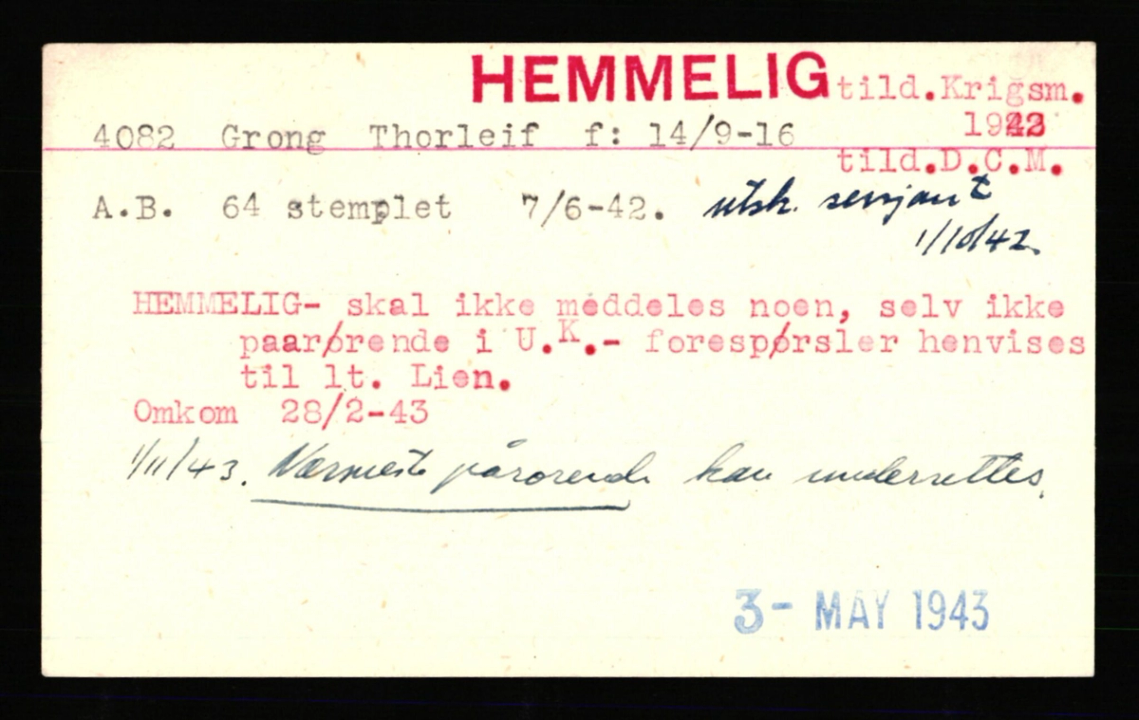 HEMMELIG tild.Krigsm.
1943
4082 Grong Thorleif f: 14/9-16
tild.D.C.M.
A.B. 64 stemplet 7/6-42. utsk. sersjant
1/10/42.
HEMMELIG- skal ikke meddeles noen, selv ikke
paarørende i U.K.- forespørsler henvises
til lt. Lien.
Omkom 28/2-43
1/11/43. Nærmeste pårørende kan underrettes.
3- MAY 1943